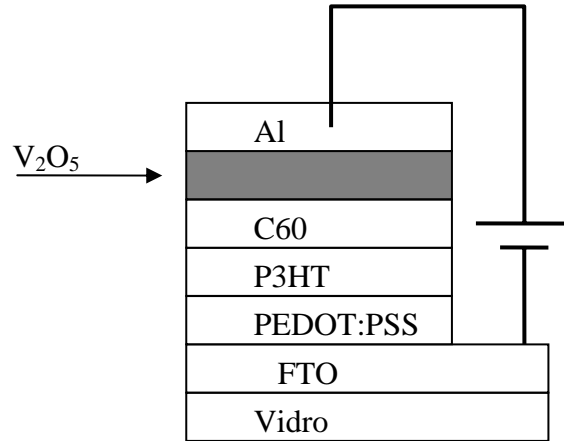 Al
V₂O₅
C60
P3HT
PEDOT:PSS
FTO
Vidro